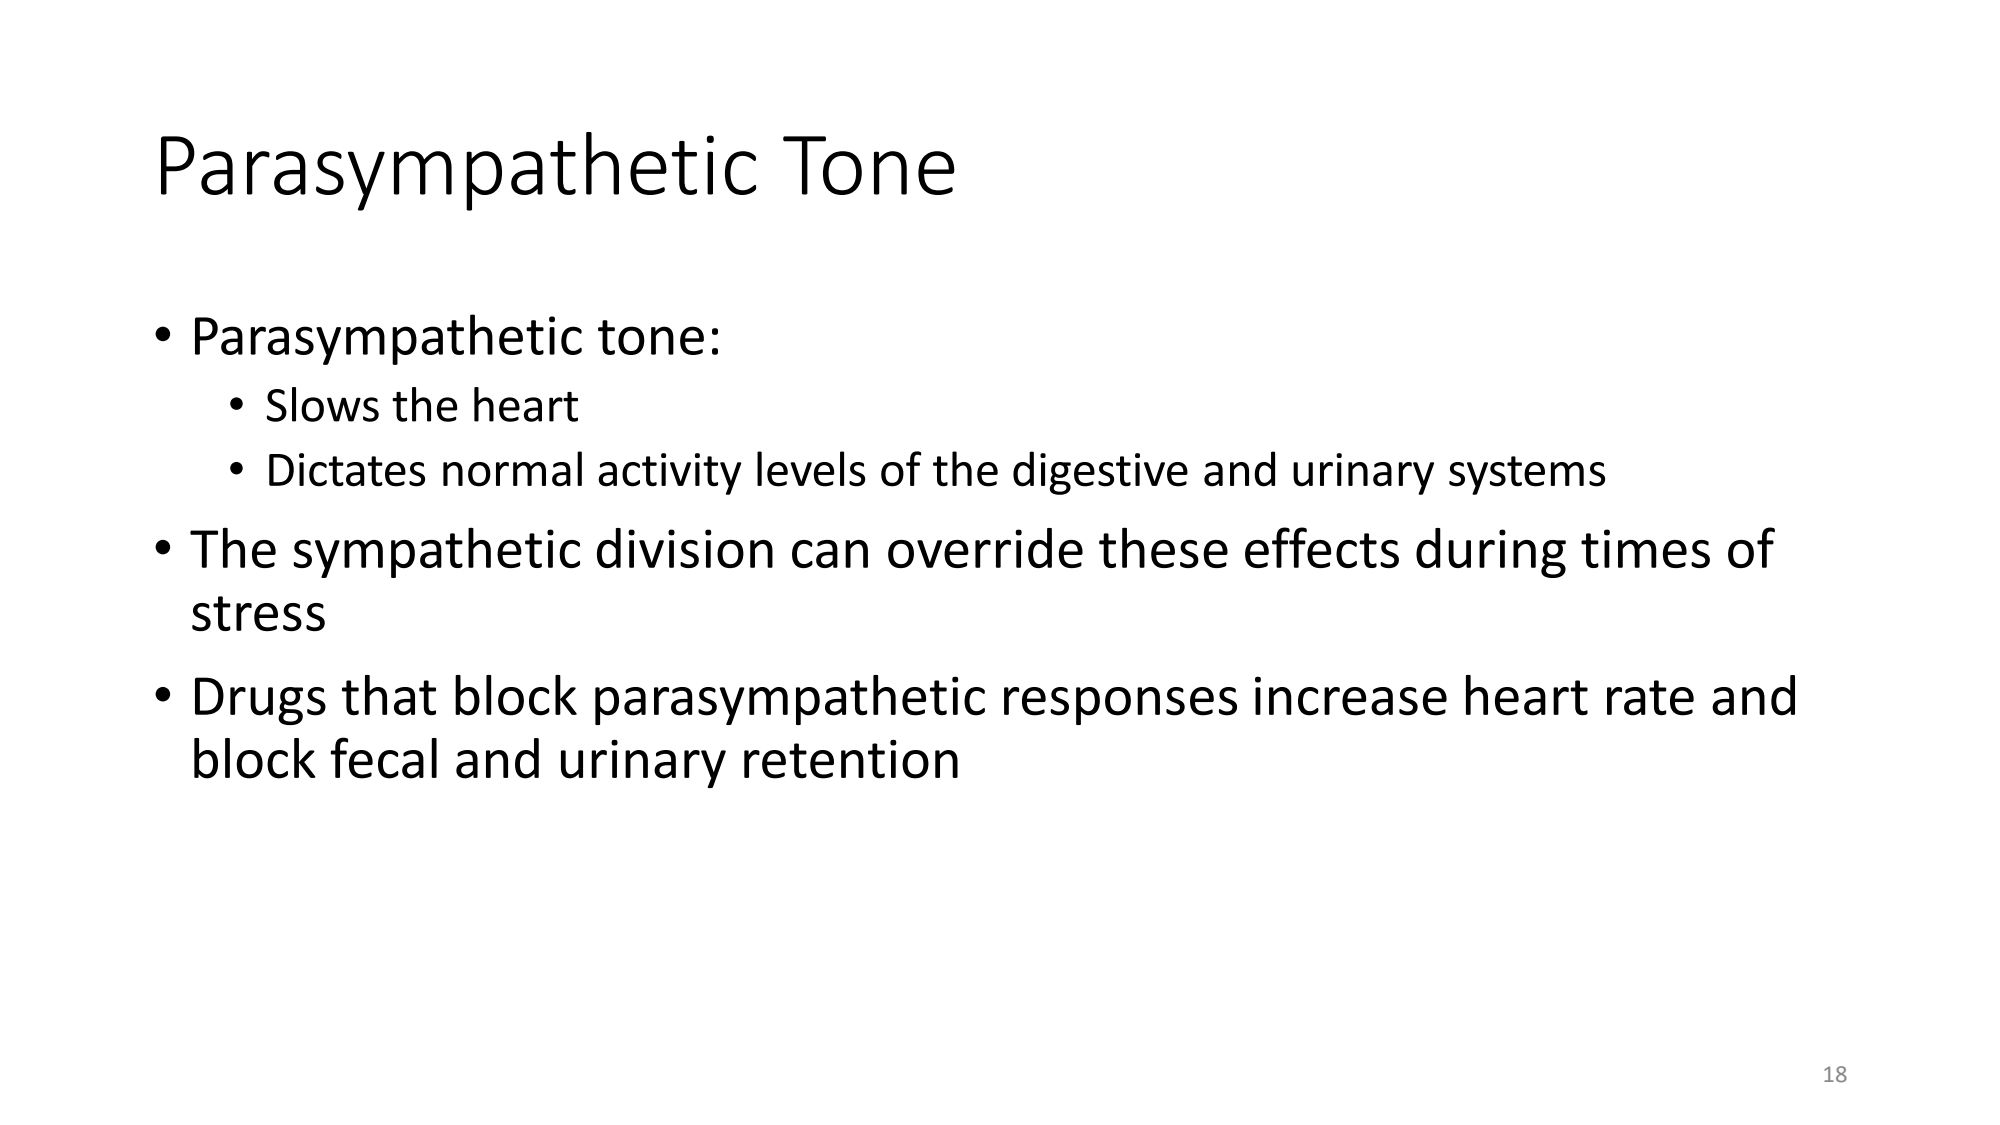 Parasympathetic Tone
• Parasympathetic tone:
• Slows the heart
• Dictates normal activity levels of the digestive and urinary systems
• The sympathetic division can override these effects during times of
stress
• Drugs that block parasympathetic responses increase heart rate and
block fecal and urinary retention
18